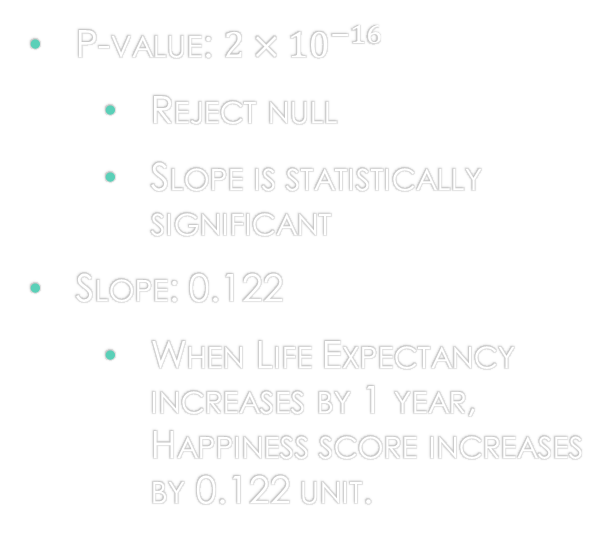 • P-VALUE: 2 × 10⁻¹⁶
• REJECT NULL
• SLOPE IS STATISTICALLY
SIGNIFICANT
• SLOPE: 0.122
• WHEN LIFE EXPECTANCY
INCREASES BY 1 YEAR,
HAPPINESS SCORE INCREASES
BY 0.122 UNIT.